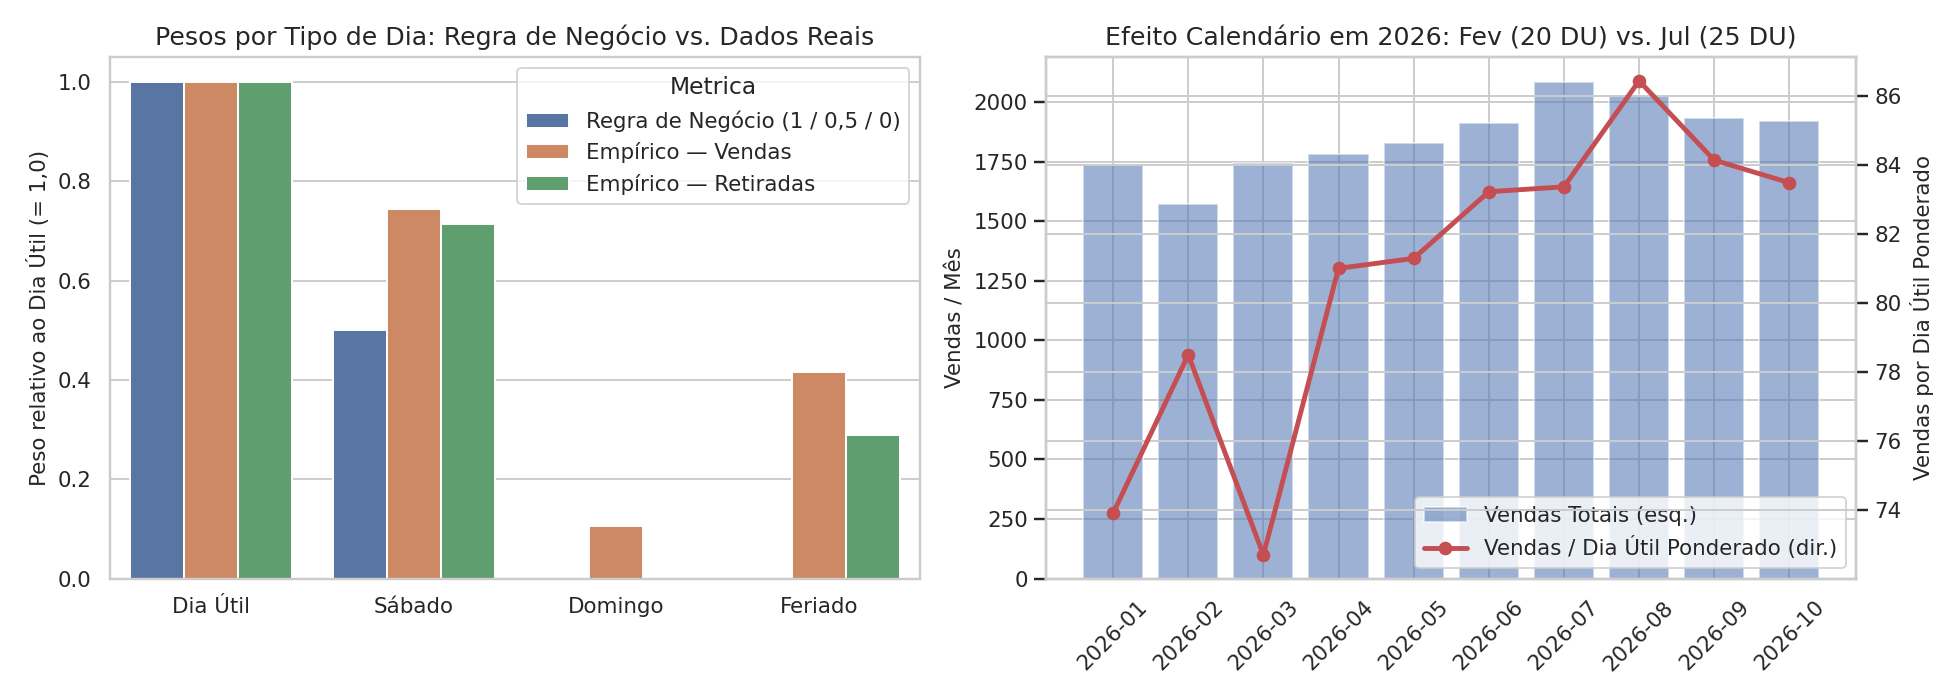 Pesos por Tipo de Dia: Regra de Negócio vs. Dados Reais
Peso relativo ao Dia Útil (= 1,0)
1.0
0.8
0.6
0.4
0.2
0.0
Metrica
Regra de Negócio (1 / 0,5 / 0)
Empírico — Vendas
Empírico — Retiradas
Dia Útil
Sábado
Domingo
Feriado
Efeito Calendário em 2026: Fev (20 DU) vs. Jul (25 DU)
Vendas / Mês
2000
1750
1500
1250
1000
750
500
250
0
86
84
82
80
78
76
74
Vendas por Dia Útil Ponderado
Vendas Totais (esq.)
Vendas / Dia Útil Ponderado (dir.)
2026-01
2026-02
2026-03
2026-04
2026-05
2026-06
2026-07
2026-08
2026-09
2026-10